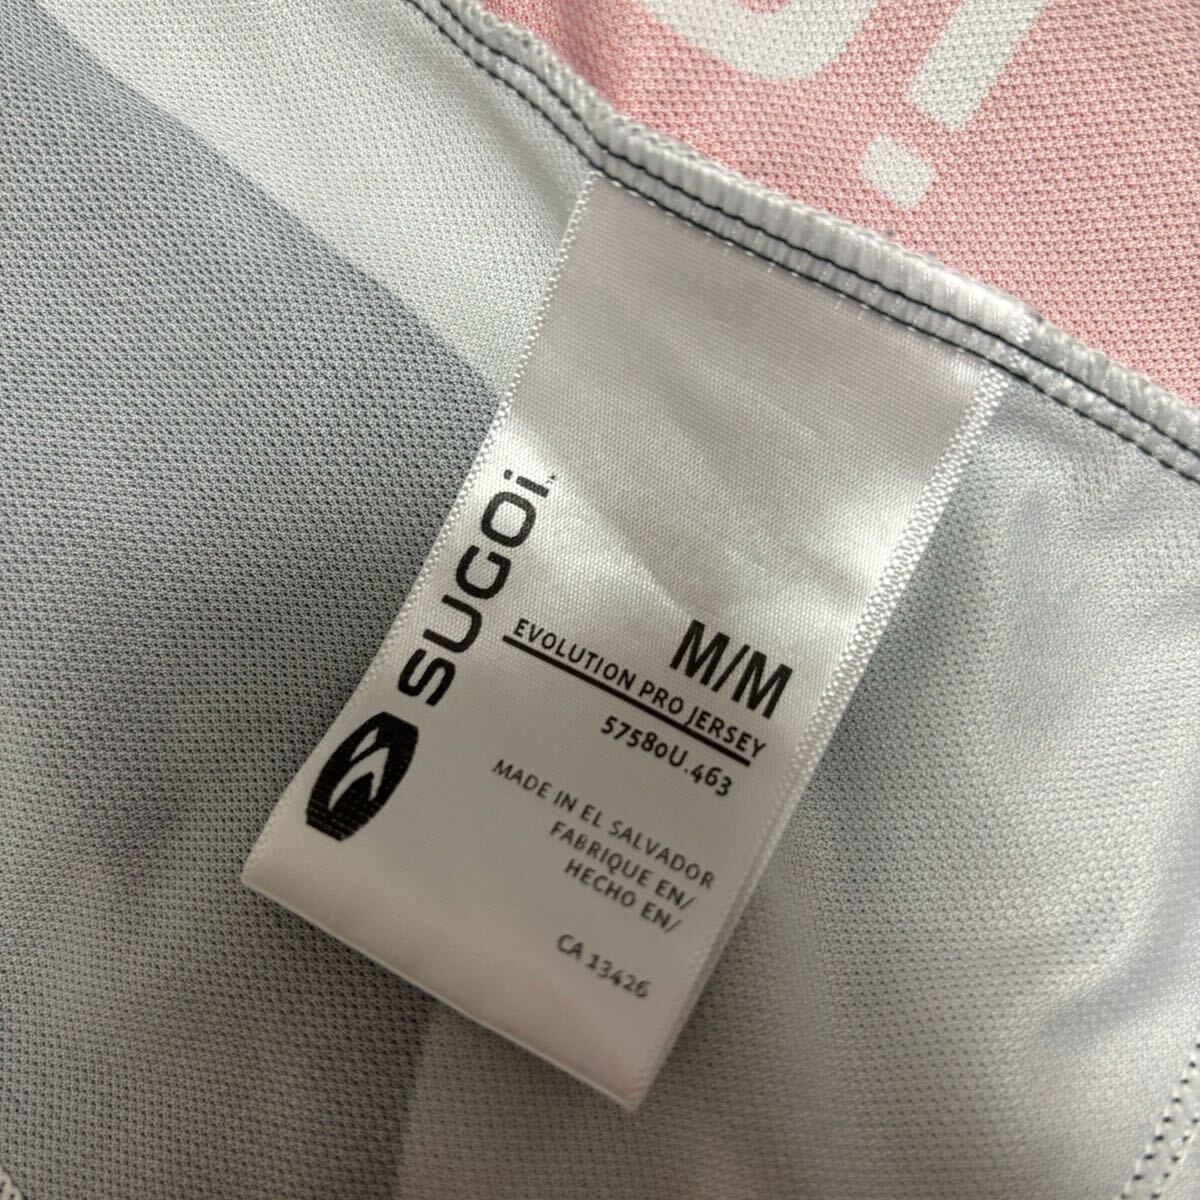 SUGOi.
M/M
EVOLUTION PRO JERSEY
57580U.463
MADE IN EL SALVADOR
FABRIQUE EN/
HECHO EN/
CA 13426